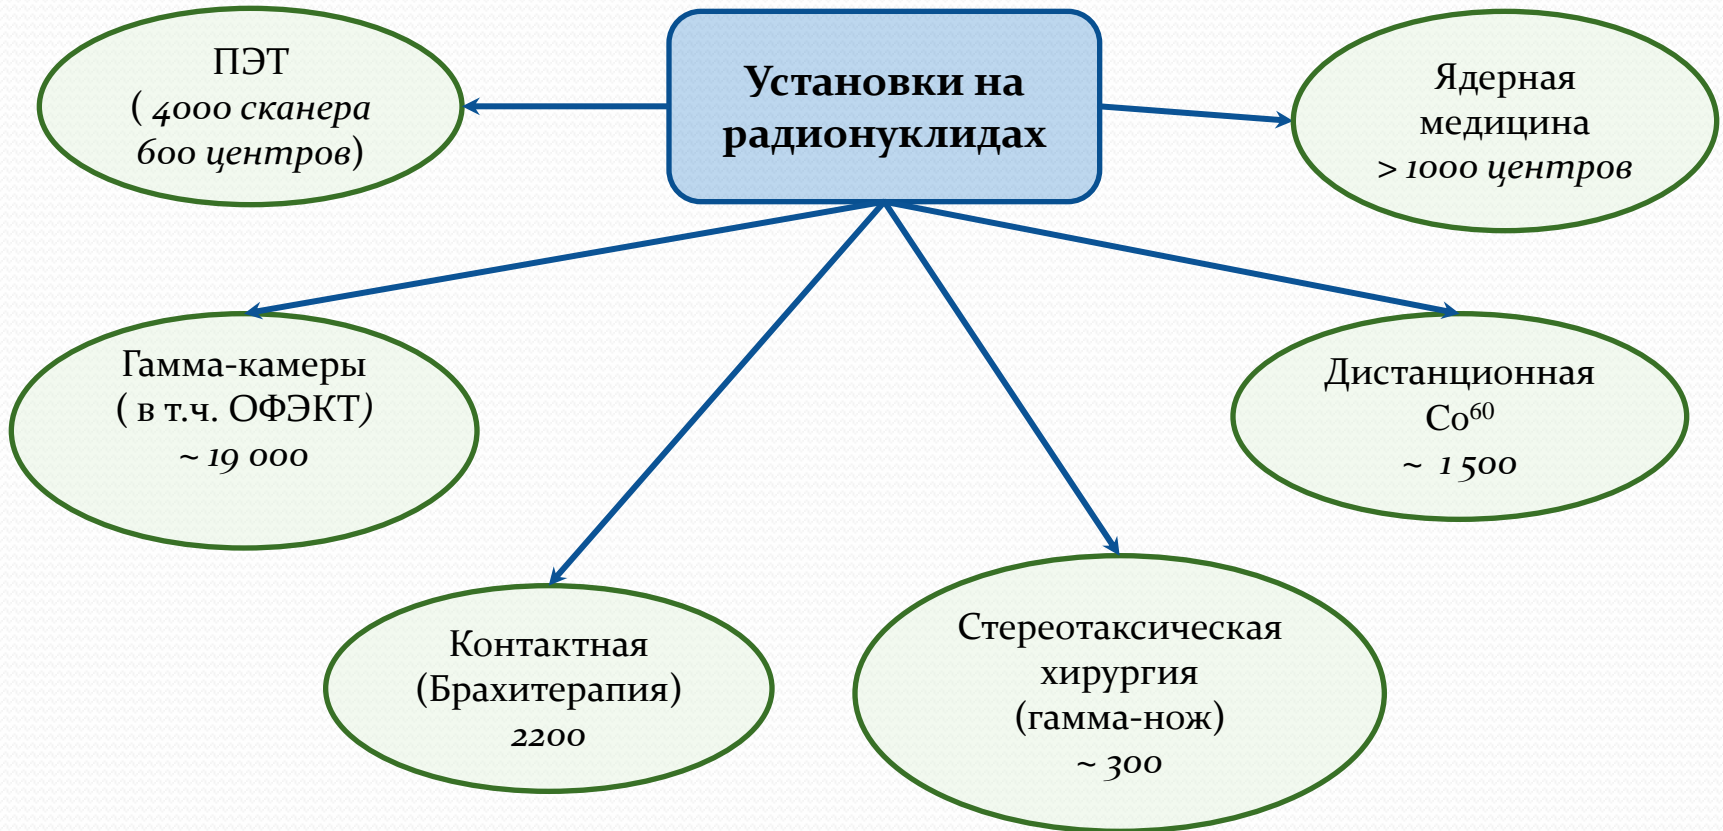 ПЭТ
( 4000 сканера
600 центров)
Установки на
радионуклидах
Ядерная
медицина
> 1000 центров
Гамма-камеры
( в т.ч. ОФЭКТ)
~ 19 000
Дистанционная
Co⁶⁰
~ 1 500
Контактная
(Брахитерапия)
2200
Стереотаксическая
хирургия
(гамма-нож)
~ 300